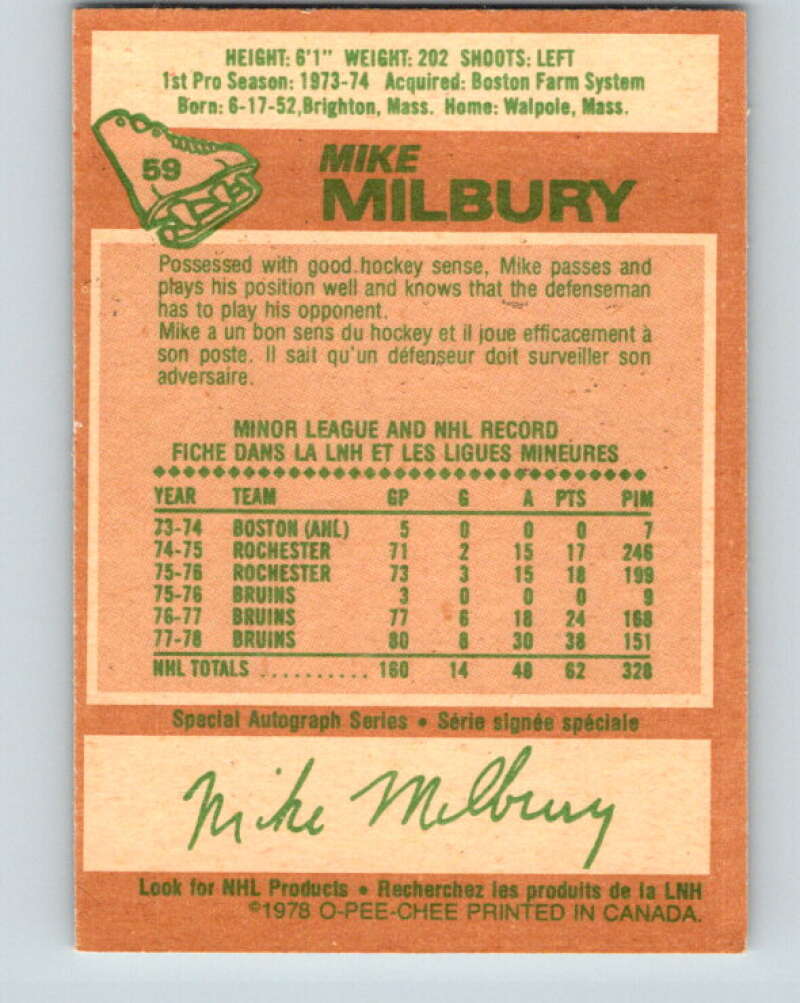 HEIGHT: 6'1" WEIGHT: 202 SHOOTS: LEFT
1st Pro Season: 1973-74 Acquired: Boston Farm System
Born: 6-17-52, Brighton, Mass. Home: Walpole, Mass.
59
MIKE
MILBURY
Possessed with good hockey sense, Mike passes and
plays his position well and knows that the defenseman
has to play his opponent.
Mike a un bon sens du hockey et il joue efficacement à
son poste. Il sait qu'un défenseur doit surveiller son
adversaire.
MINOR LEAGUE AND NHL RECORD
FICHE DANS LA LNH ET LES LIGUES MINEURES
YEAR TEAM GP G A PTS PIM
73-74 BOSTON (AHL) 5 0 0 0 7
74-75 ROCHESTER 71 2 15 17 246
75-76 ROCHESTER 73 3 15 18 199
75-76 BRUINS 3 0 0 0 9
76-77 BRUINS 77 6 18 24 168
77-78 BRUINS 80 8 30 38 151
NHL TOTALS .......... 160 14 48 62 328
Special Autograph Series • Série signée spéciale
Mike Milbury
Look for NHL Products • Recherchez les produits de la LNH
©1978 O-PEE-CHEE PRINTED IN CANADA.